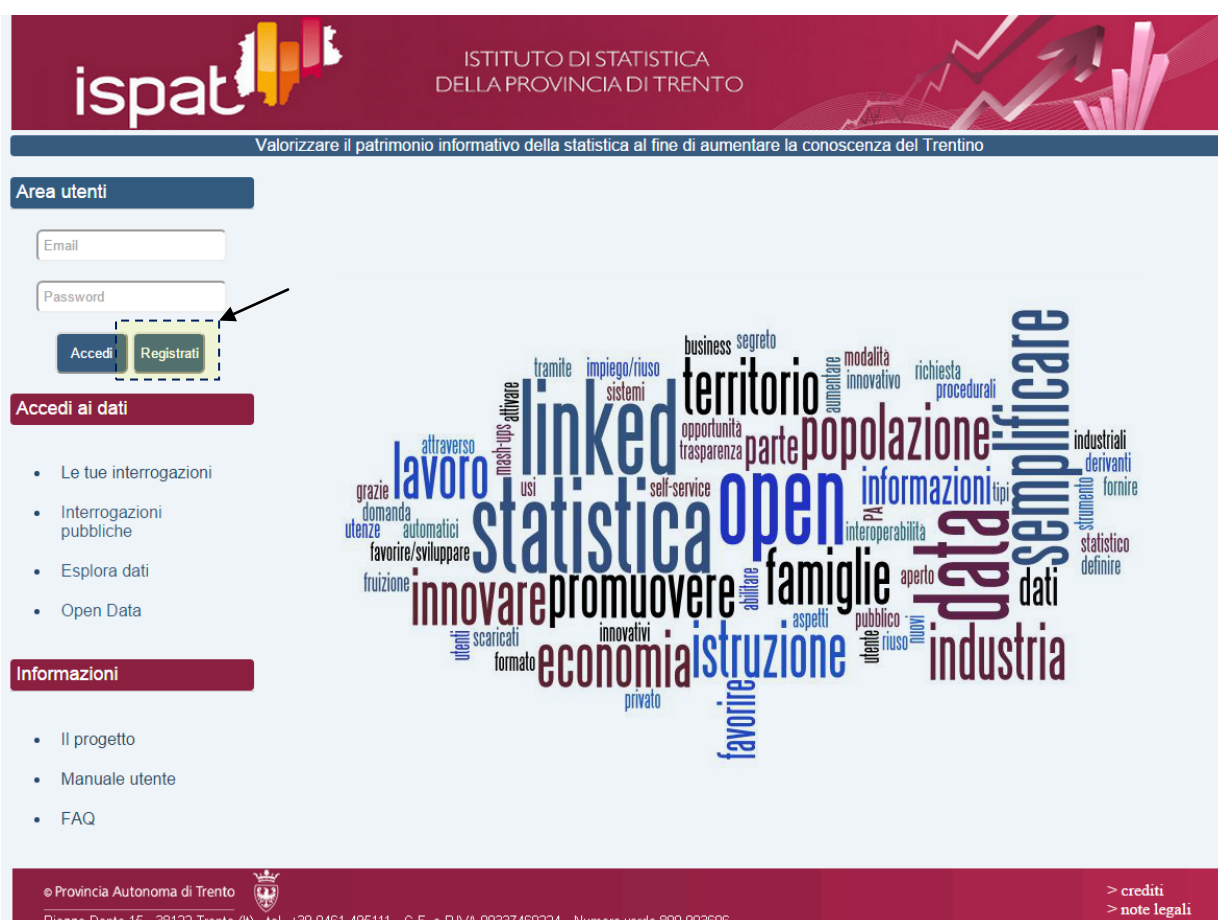 ispat
ISTITUTO DI STATISTICA
DELLA PROVINCIA DI TRENTO
Valorizzare il patrimonio informativo della statistica al fine di aumentare la conoscenza del Trentino
Area utenti
Email
Password
Accedi Registrati
Accedi ai dati
Le tue interrogazioni
Interrogazioni
pubbliche
Esplora dati
Open Data
Informazioni
Il progetto
Manuale utente
FAQ
business segreto
tramite impiego/riuso
sistemi
territorio
aumentare
modalità
innovativo
richiesta
procedurali
semplificare
attivare
linked
opportunità
trasparenza
parte
popolazione
industriali
derivanti
attraverso
mash-ups
lavoro
usi
self-service
open
informazioni
tipi
strumento
fornire
grazie
domanda
utenze
automatici
favorire/sviluppare
statistica
interoperabilità
PA
data
statistico
definire
fruizione
innovare
promuovere
abilitare
famiglie
aperto
dati
utenti
scaricati
innovativi
formato
economia
istruzione
aspetti
pubblico
utente
riuso
nuovi
industria
privato
favorire
© Provincia Autonoma di Trento
> crediti
> note legali